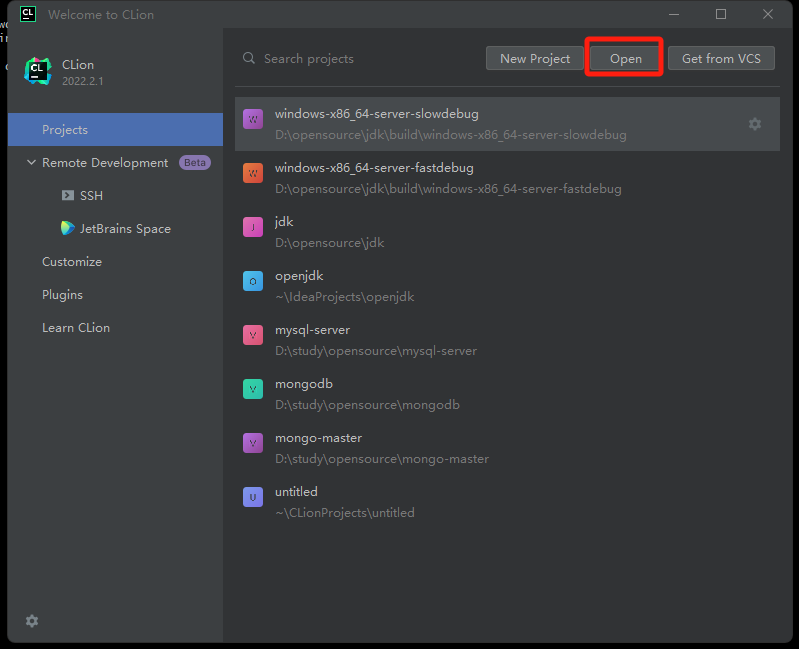 CL
Welcome to CLion
CL
CLion
2022.2.1
Projects
Remote Development Beta
SSH
JetBrains Space
Customize
Plugins
Learn CLion
Search projects
New Project
Open
Get from VCS
W
windows-x86_64-server-slowdebug
D:\opensource\jdk\build\windows-x86_64-server-slowdebug
W
windows-x86_64-server-fastdebug
D:\opensource\jdk\build\windows-x86_64-server-fastdebug
J
jdk
D:\opensource\jdk
O
openjdk
~\IdeaProjects\openjdk
V
mysql-server
D:\study\opensource\mysql-server
V
mongodb
D:\study\opensource\mongodb
V
mongo-master
D:\study\opensource\mongo-master
U
untitled
~\CLionProjects\untitled